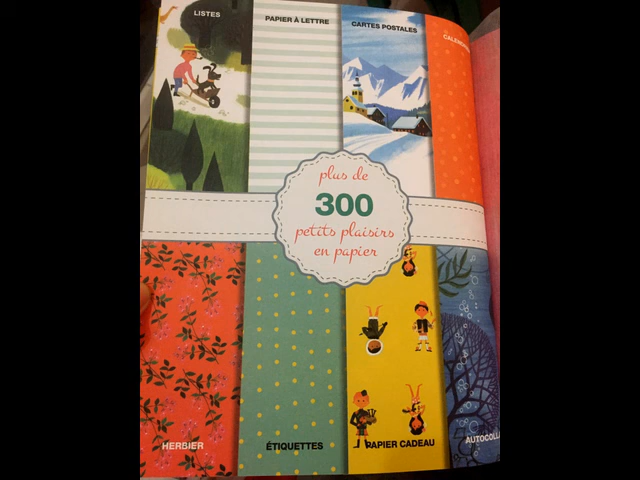 LISTES
PAPIER À LETTRE
CARTES POSTALES
plus de
300
petits plaisirs
en papier
HERBIER
ÉTIQUETTES
PAPIER CADEAU